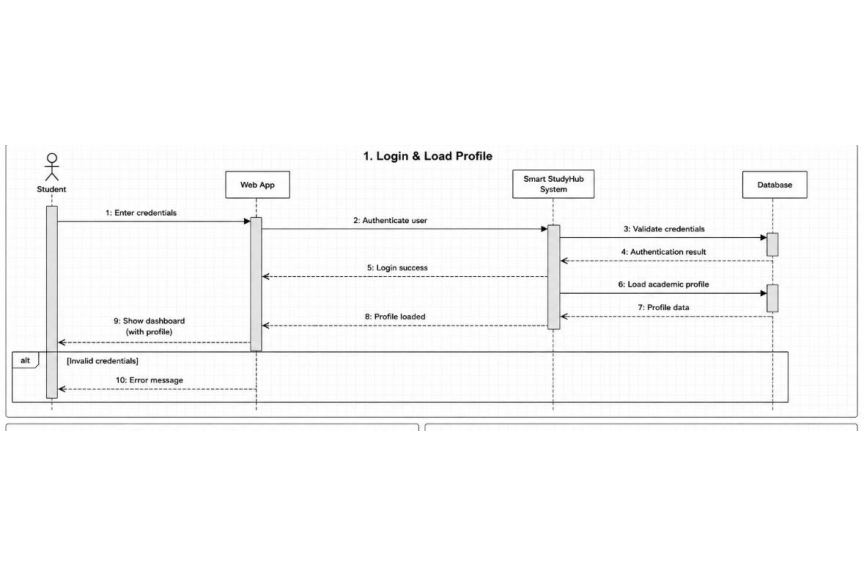 1. Login & Load Profile
Student
Web App
Smart StudyHub
System
Database
1: Enter credentials
2: Authenticate user
3: Validate credentials
4: Authentication result
5: Login success
6: Load academic profile
7: Profile data
8: Profile loaded
9: Show dashboard
(with profile)
alt
[Invalid credentials]
10: Error message